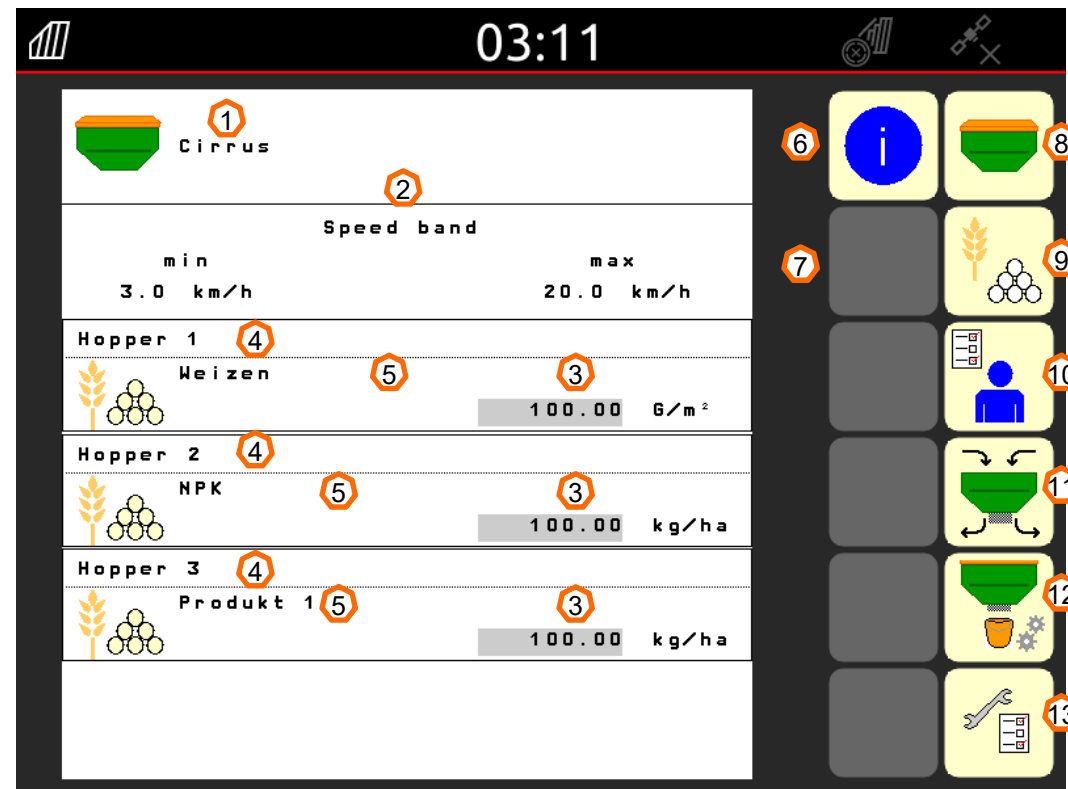 03:11
1
Cirrus
2
Speed band
min max
3.0 km/h 20.0 km/h
Hopper 1 4
Weizen 5 3
100.00 G/m²
Hopper 2 4
NPK 5 3
100.00 kg/ha
Hopper 3 4
Produkt 1 5 3
100.00 kg/ha
6 i 8
7 9
10
11
12
13